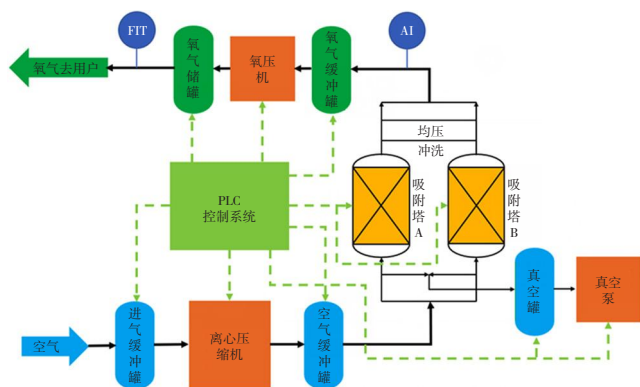 FIT
AI
氧气去用户
氧气储罐
氧压
机
氧气缓冲罐
均压
冲洗
PLC
控制系统
吸附塔A
吸附塔B
空气
进气缓冲罐
离心压
缩机
空气缓冲罐
真空罐
真空
泵